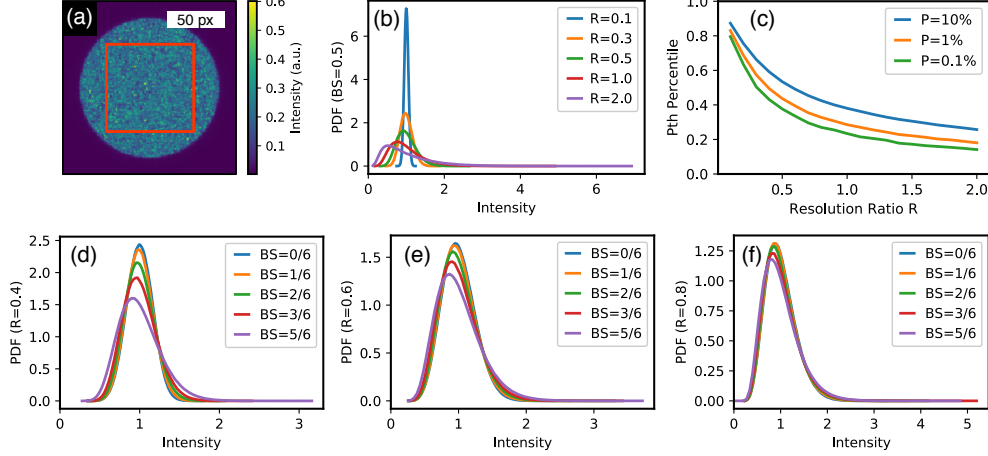 (a)
50 px
0.6
0.5
0.4
0.3
0.2
0.1
Intensity (a.u.)
(b)
PDF (BS=0.5)
6
4
2
0
0
2
4
6
Intensity
R=0.1
R=0.3
R=0.5
R=1.0
R=2.0
(c)
Pth Percentile
1.0
0.8
0.6
0.4
0.2
0.0
0.5
1.0
1.5
2.0
Resolution Ratio R
P=10%
P=1%
P=0.1%
(d)
PDF (R=0.4)
2.5
2.0
1.5
1.0
0.5
0.0
0
1
2
3
Intensity
BS=0/6
BS=1/6
BS=2/6
BS=3/6
BS=5/6
(e)
PDF (R=0.6)
1.5
1.0
0.5
0.0
0
1
2
3
Intensity
BS=0/6
BS=1/6
BS=2/6
BS=3/6
BS=5/6
(f)
PDF (R=0.8)
1.25
1.00
0.75
0.50
0.25
0.00
0
1
2
3
4
5
Intensity
BS=0/6
BS=1/6
BS=2/6
BS=3/6
BS=5/6